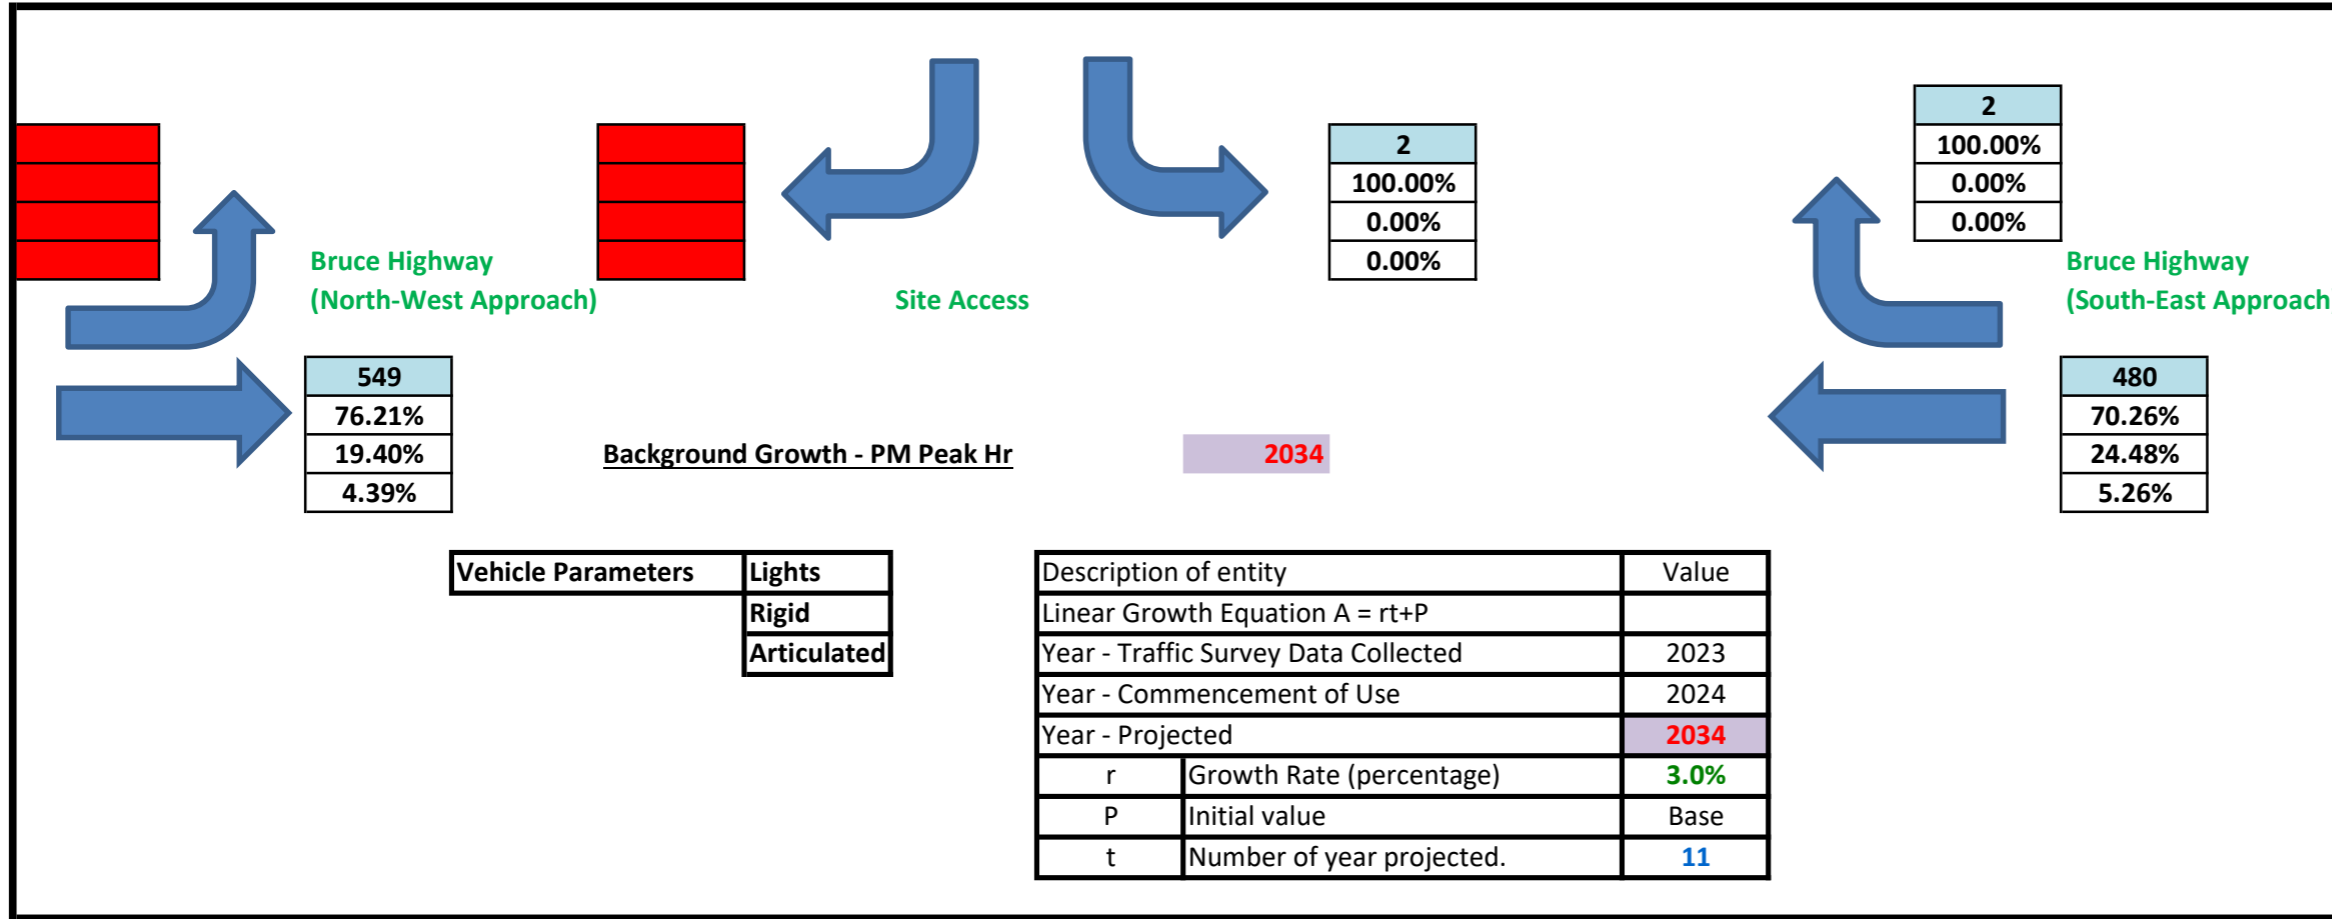 2
100.00%
0.00%
0.00%
2
100.00%
0.00%
0.00%
Bruce Highway
(North-West Approach)
Site Access
Bruce Highway
(South-East Approach
549
76.21%
19.40%
4.39%
480
70.26%
24.48%
5.26%
Background Growth - PM Peak Hr 2034
Vehicle Parameters Lights
Rigid
Articulated
Description of entity Value
Linear Growth Equation A = rt+P
Year - Traffic Survey Data Collected 2023
Year - Commencement of Use 2024
Year - Projected 2034
r Growth Rate (percentage) 3.0%
P Initial value Base
t Number of year projected. 11